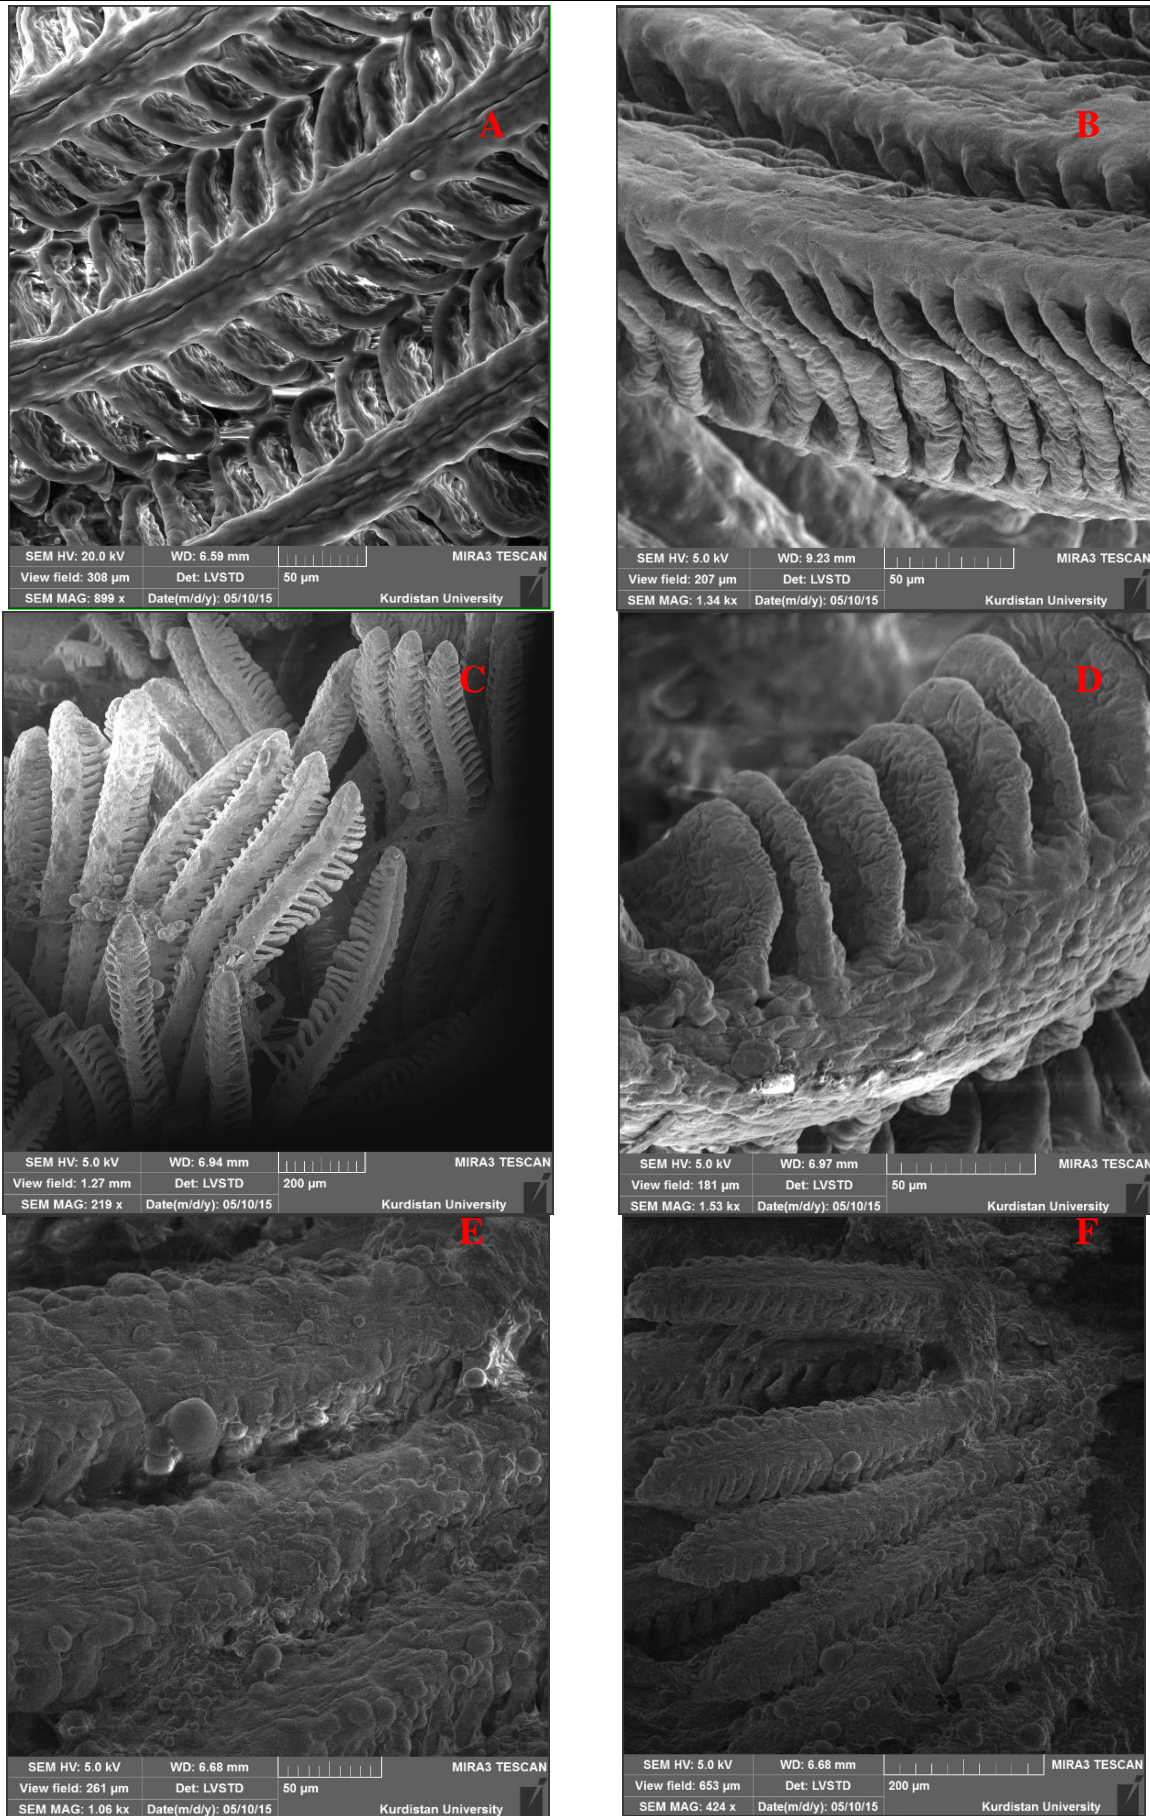 A
SEM HV: 20.0 kV WD: 6.59 mm MIRA3 TESCAN
View field: 308 µm Det: LVSTD 50 µm
SEM MAG: 899 x Date(m/d/y): 05/10/15 Kurdistan University
B
SEM HV: 5.0 kV WD: 9.23 mm MIRA3 TESCAN
View field: 207 µm Det: LVSTD 50 µm
SEM MAG: 1.34 kx Date(m/d/y): 05/10/15 Kurdistan University
C
SEM HV: 5.0 kV WD: 6.94 mm MIRA3 TESCAN
View field: 1.27 mm Det: LVSTD 200 µm
SEM MAG: 219 x Date(m/d/y): 05/10/15 Kurdistan University
D
SEM HV: 5.0 kV WD: 6.97 mm MIRA3 TESCAN
View field: 181 µm Det: LVSTD 50 µm
SEM MAG: 1.53 kx Date(m/d/y): 05/10/15 Kurdistan University
E
SEM HV: 5.0 kV WD: 6.68 mm MIRA3 TESCAN
View field: 261 µm Det: LVSTD 50 µm
SEM MAG: 1.06 kx Date(m/d/y): 05/10/15 Kurdistan University
F
SEM HV: 5.0 kV WD: 6.68 mm MIRA3 TESCAN
View field: 653 µm Det: LVSTD 200 µm
SEM MAG: 424 x Date(m/d/y): 05/10/15 Kurdistan University